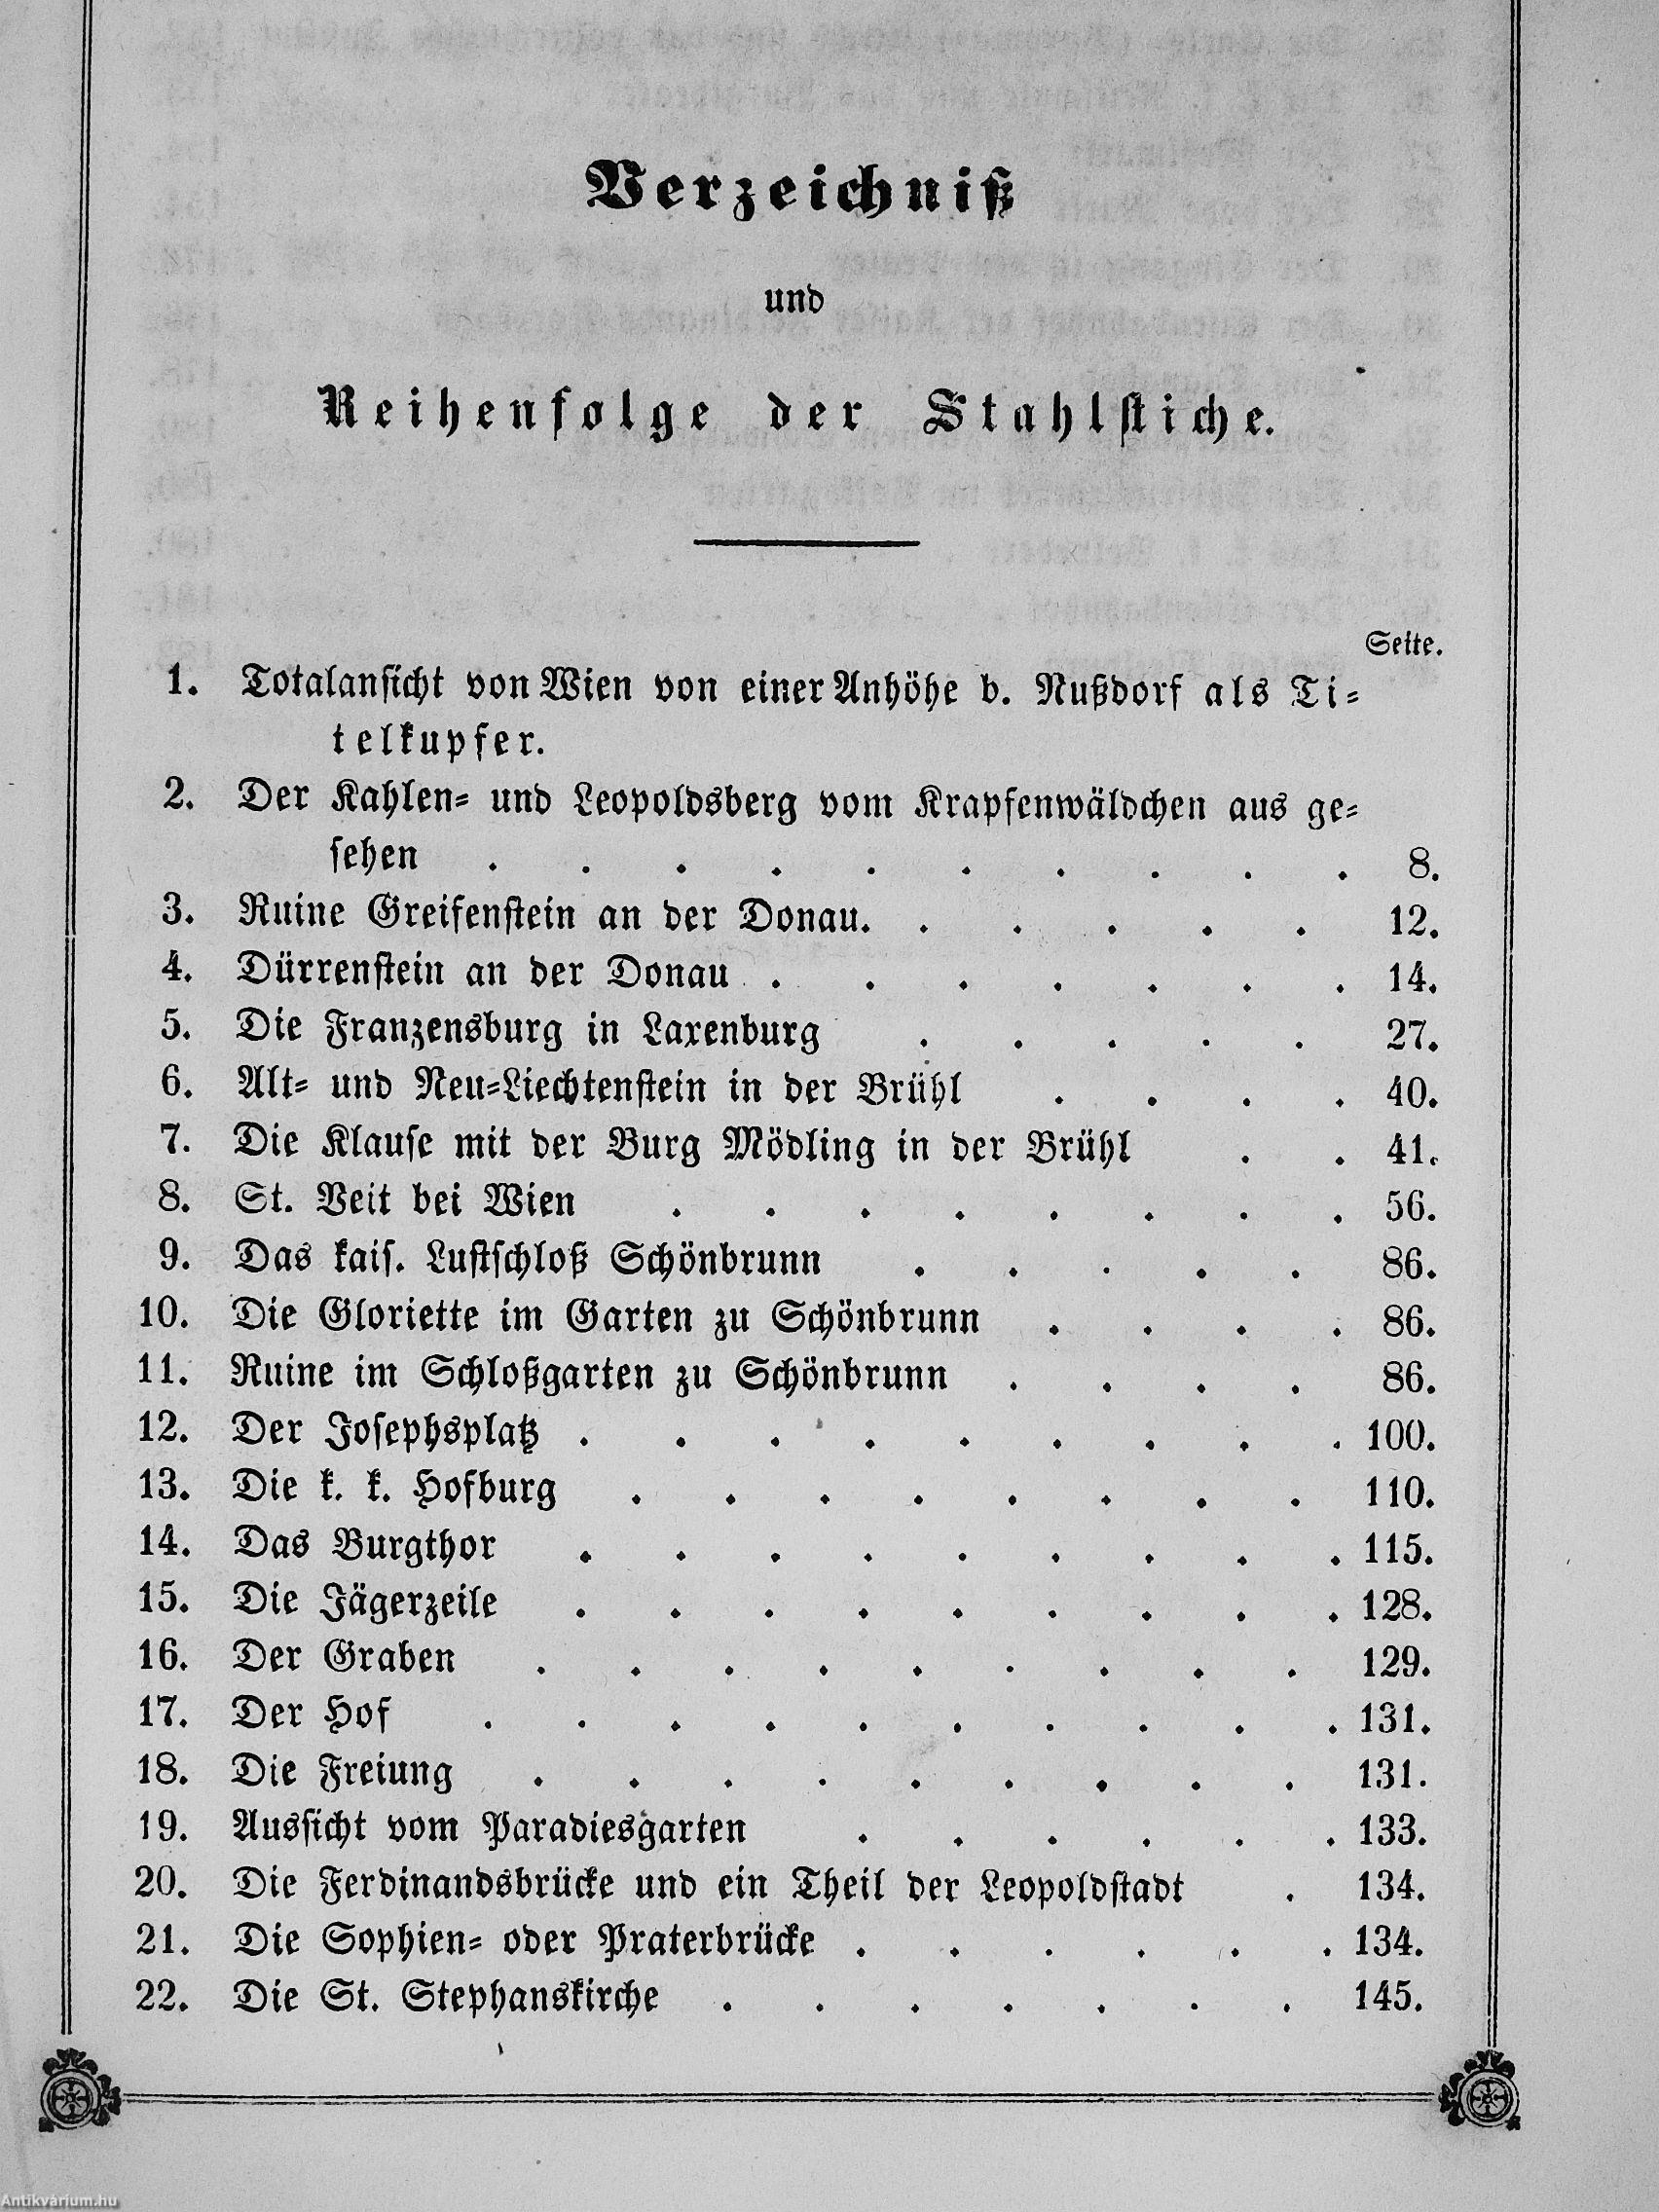 Verzeichniß
und
Reihenfolge der Stahlstiche.
Seite.
1. Totalansicht von Wien von einer Anhöhe b. Nußdorf als Ti=
telkupfer.
2. Der Kahlen= und Leopoldsberg vom Krapfenwäldchen aus ge=
sehen . . . . . . . . . . 8.
3. Ruine Greifenstein an der Donau. . . . . . 12.
4. Dürrenstein an der Donau . . . . . . . 14.
5. Die Franzensburg in Laxenburg . . . . . 27.
6. Alt= und Neu=Liechtenstein in der Brühl . . . . 40.
7. Die Klause mit der Burg Mödling in der Brühl . . 41.
8. St. Veit bei Wien . . . . . . . . 56.
9. Das kais. Lustschloß Schönbrunn . . . . . 86.
10. Die Gloriette im Garten zu Schönbrunn . . . . 86.
11. Ruine im Schloßgarten zu Schönbrunn . . . . 86.
12. Der Josephsplatz . . . . . . . . . 100.
13. Die k. k. Hofburg . . . . . . . . 110.
14. Das Burgthor . . . . . . . . . 115.
15. Die Jägerzeile . . . . . . . . . 128.
16. Der Graben . . . . . . . . . 129.
17. Der Hof . . . . . . . . . . 131.
18. Die Freiung . . . . . . . . . 131.
19. Aussicht vom Paradiesgarten . . . . . . 133.
20. Die Ferdinandsbrücke und ein Theil der Leopoldstadt . 134.
21. Die Sophien= oder Praterbrücke . . . . . . 134.
22. Die St. Stephanskirche . . . . . . . 145.
Antikvarium.hu